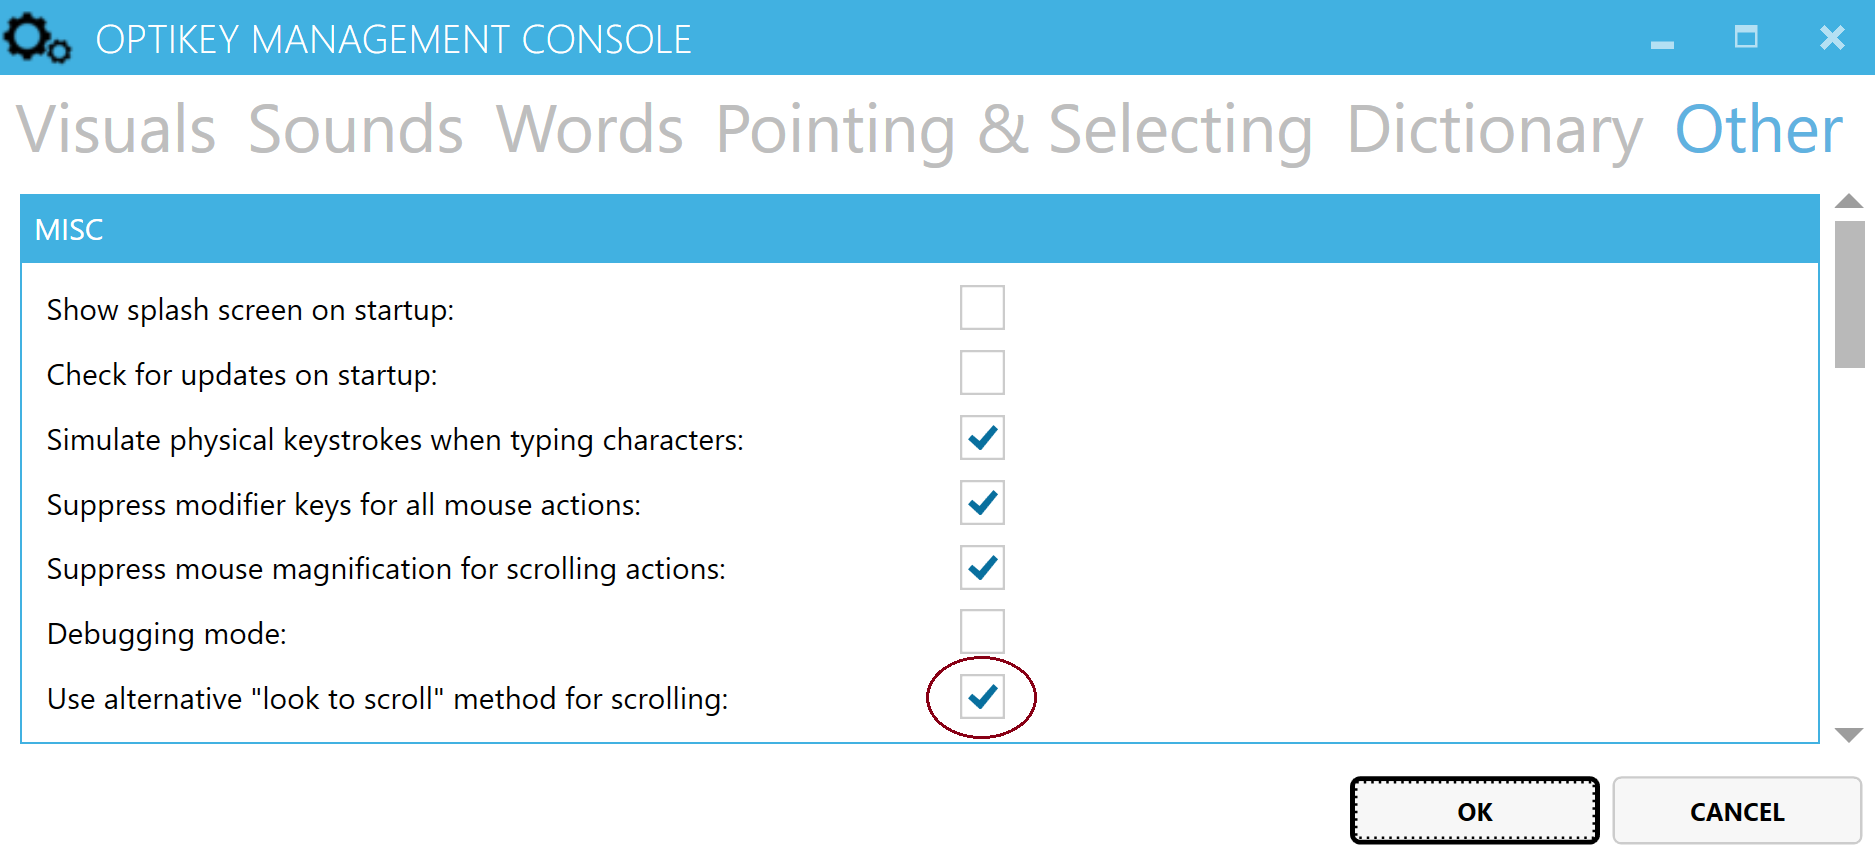 OPTIKEY MANAGEMENT CONSOLE
Visuals Sounds Words Pointing & Selecting Dictionary Other
MISC
Show splash screen on startup:
Check for updates on startup:
Simulate physical keystrokes when typing characters:
Suppress modifier keys for all mouse actions:
Suppress mouse magnification for scrolling actions:
Debugging mode:
Use alternative "look to scroll" method for scrolling:
OK CANCEL